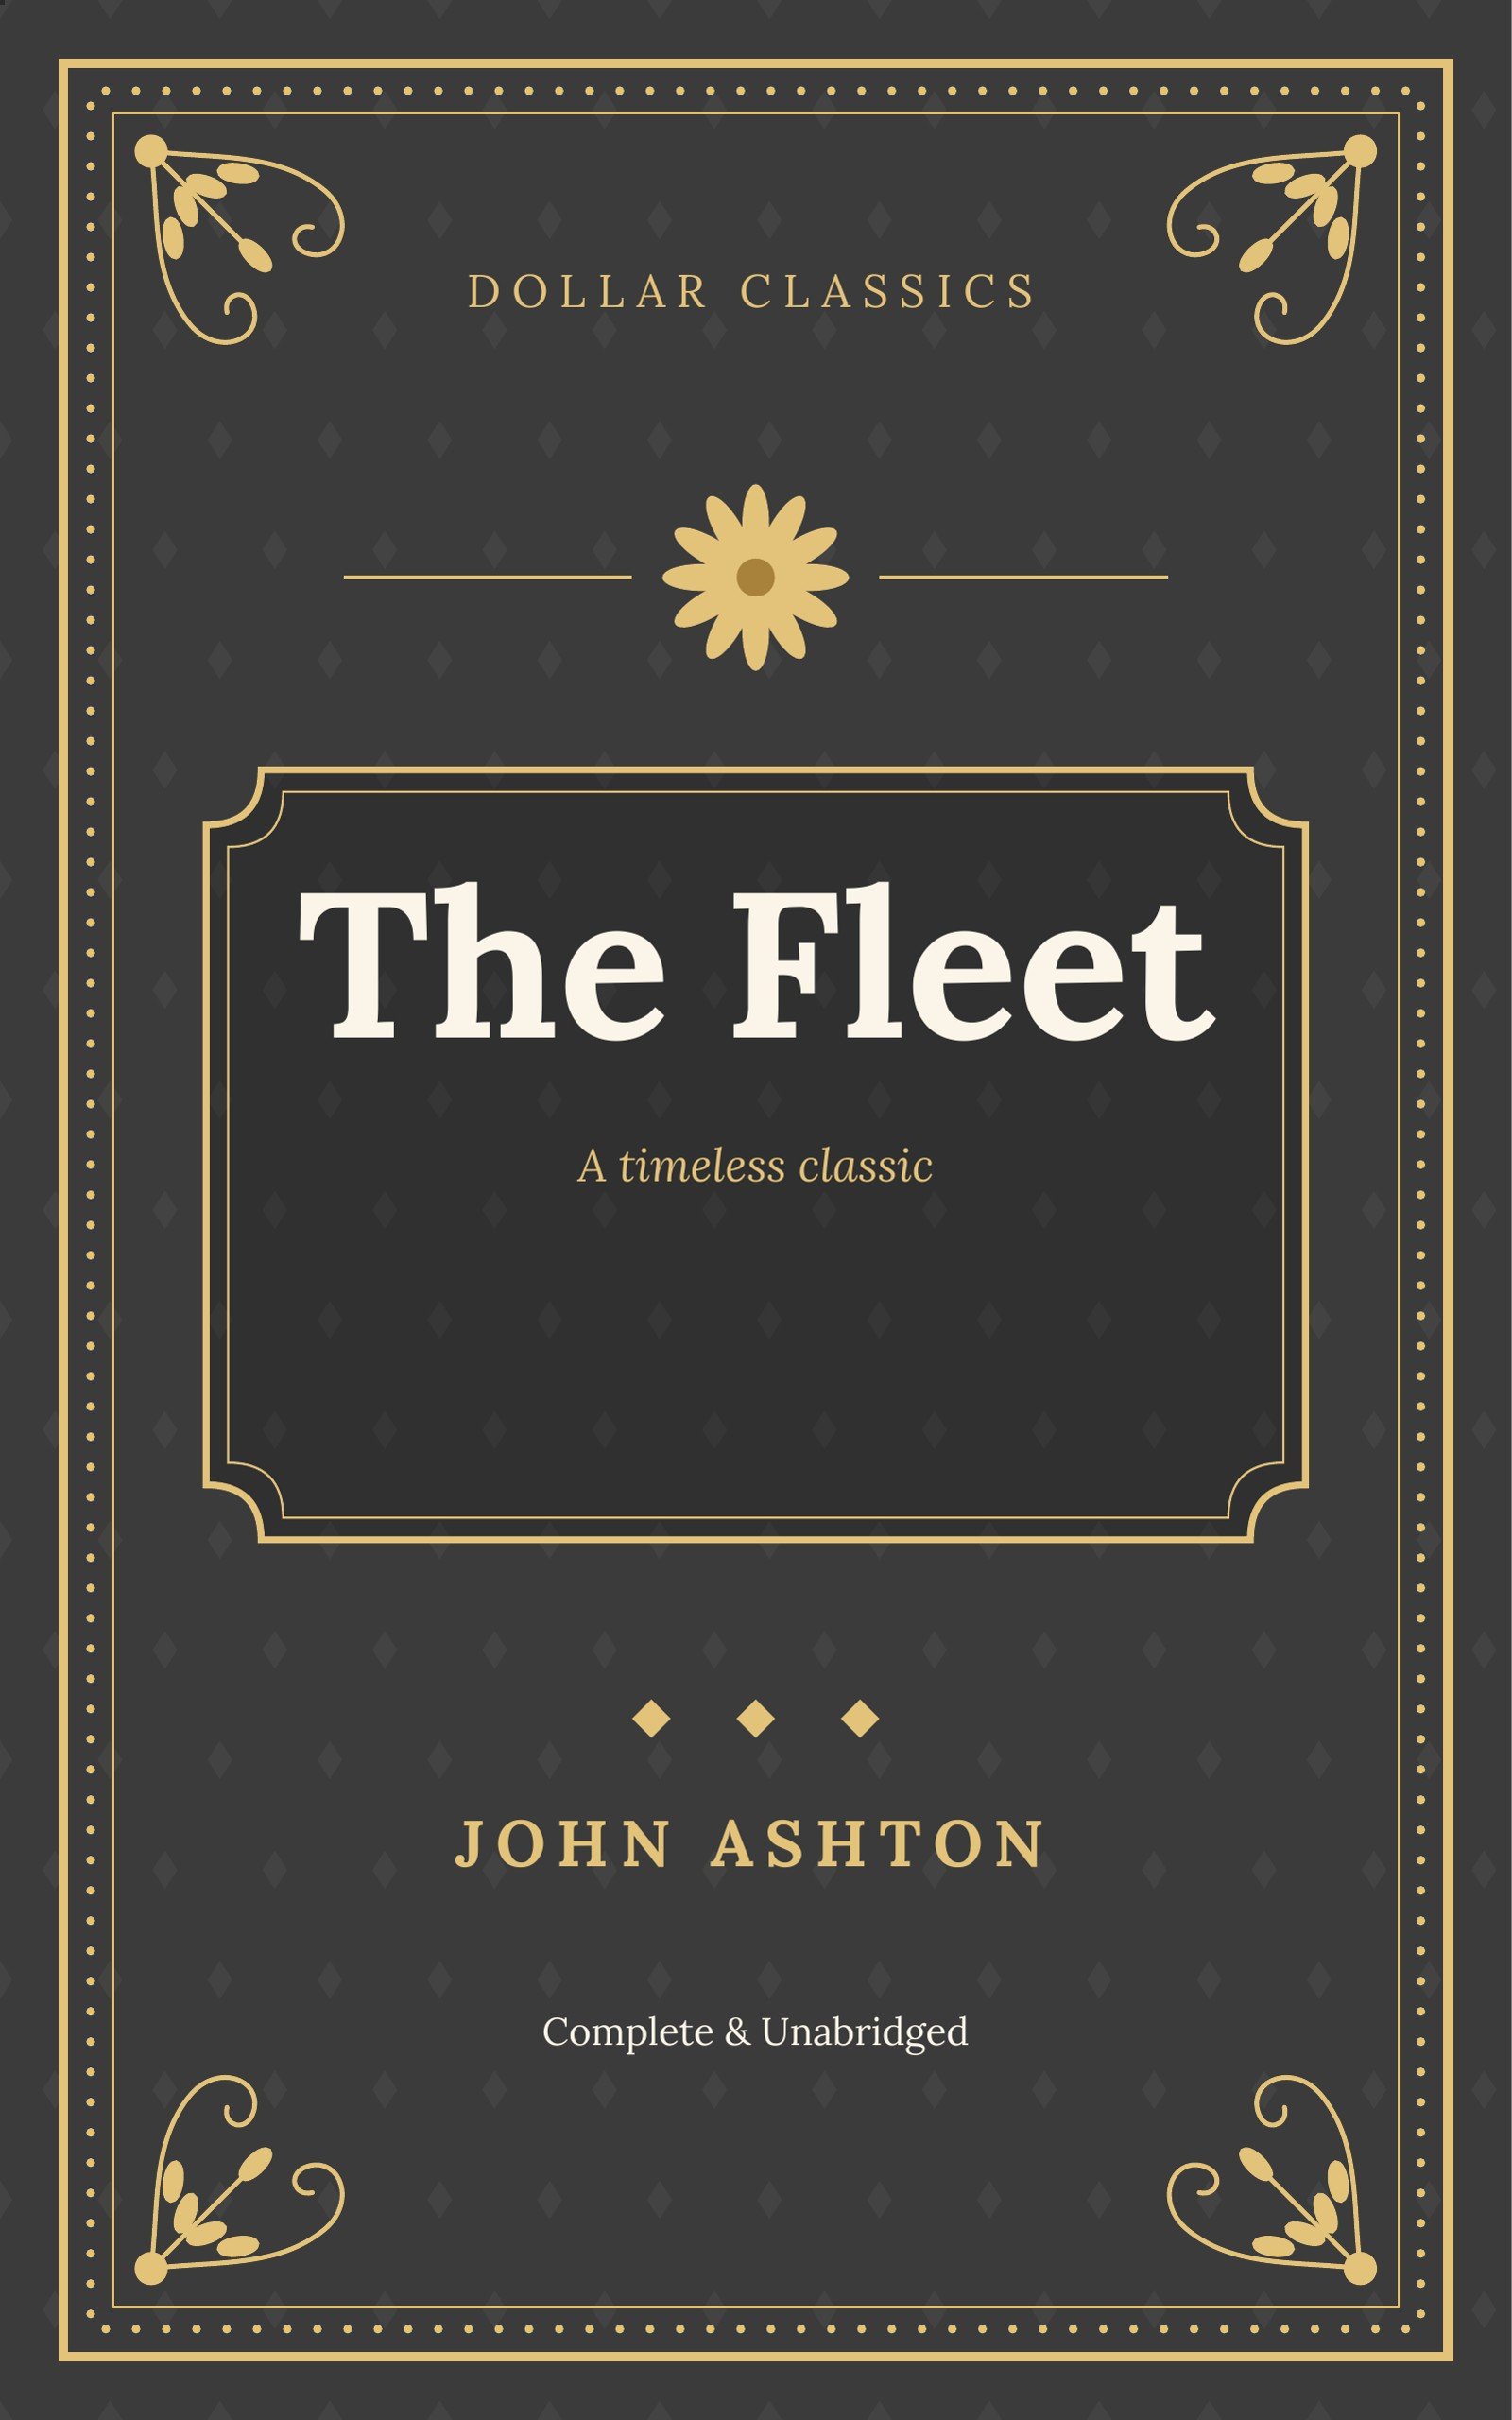 DOLLAR CLASSICS
The Fleet
A timeless classic
JOHN ASHTON
Complete & Unabridged